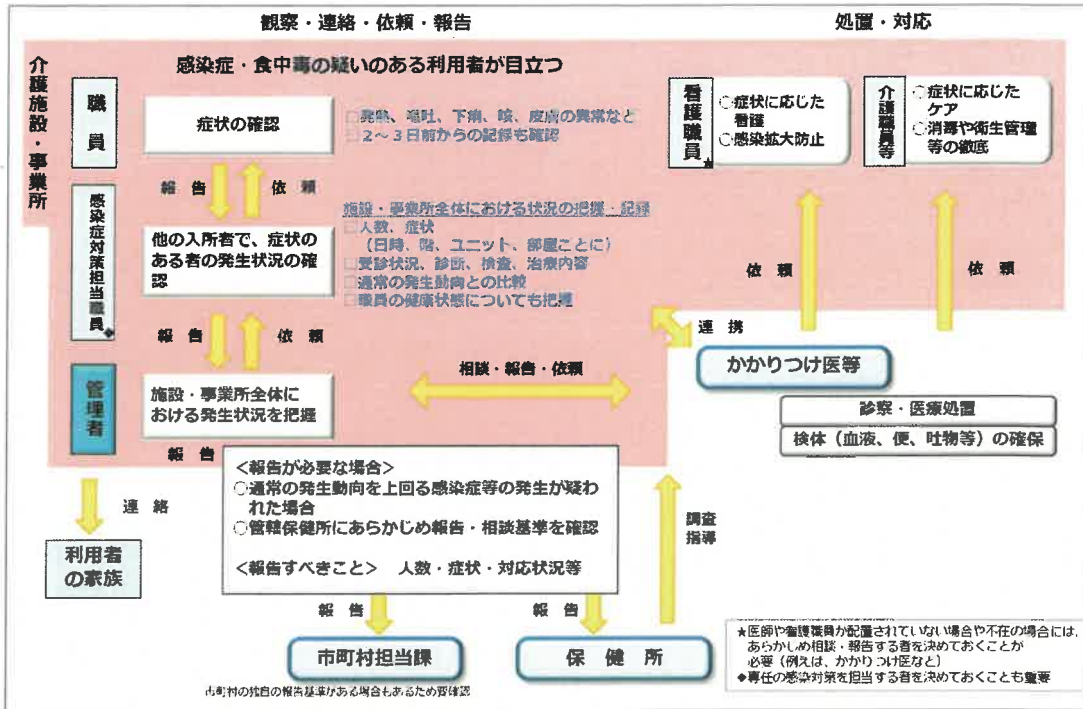 観察・連絡・依頼・報告
処置・対応
介護施設・事業所
職員
感染症・食中毒の疑いのある利用者が目立つ
症状の確認
□発熱、嘔吐、下痢、咳、皮膚の異常など
□2～3日前からの記録も確認
看護職員★
○症状に応じた
看護
○感染拡大防止
介護職員等
○症状に応じた
ケア
○消毒や衛生管理
等の徹底
報告
依頼
感染症対策担当職員◆
他の入所者で、症状の
ある者の発生状況の確
認
施設・事業所全体における状況の把握・記録
□人数、症状
（日時、階、ユニット、部屋ごとに）
□受診状況、診断、検査、治療内容
□通常の発生動向との比較
□職員の健康状態についても把握
依頼
依頼
報告
依頼
連携
管理者
施設・事業所全体に
おける発生状況を把握
相談・報告・依頼
かかりつけ医等
診察・医療処置
検体（血液、便、吐物等）の確保
報告
＜報告が必要な場合＞
○通常の発生動向を上回る感染症等の発生が疑わ
れた場合
○管轄保健所にあらかじめ報告・相談基準を確認
＜報告すべきこと＞　人数・症状・対応状況等
連絡
利用者
の家族
調査
指導
報告
報告
市町村担当課
保健所
市町村の独自の報告基準がある場合もあるため要確認
★医師や看護職員が配置されていない場合や不在の場合には、
あらかじめ相談・報告する者を決めておくことが
必要（例えば、かかりつけ医など）
◆専任の感染対策を担当する者を決めておくことも重要